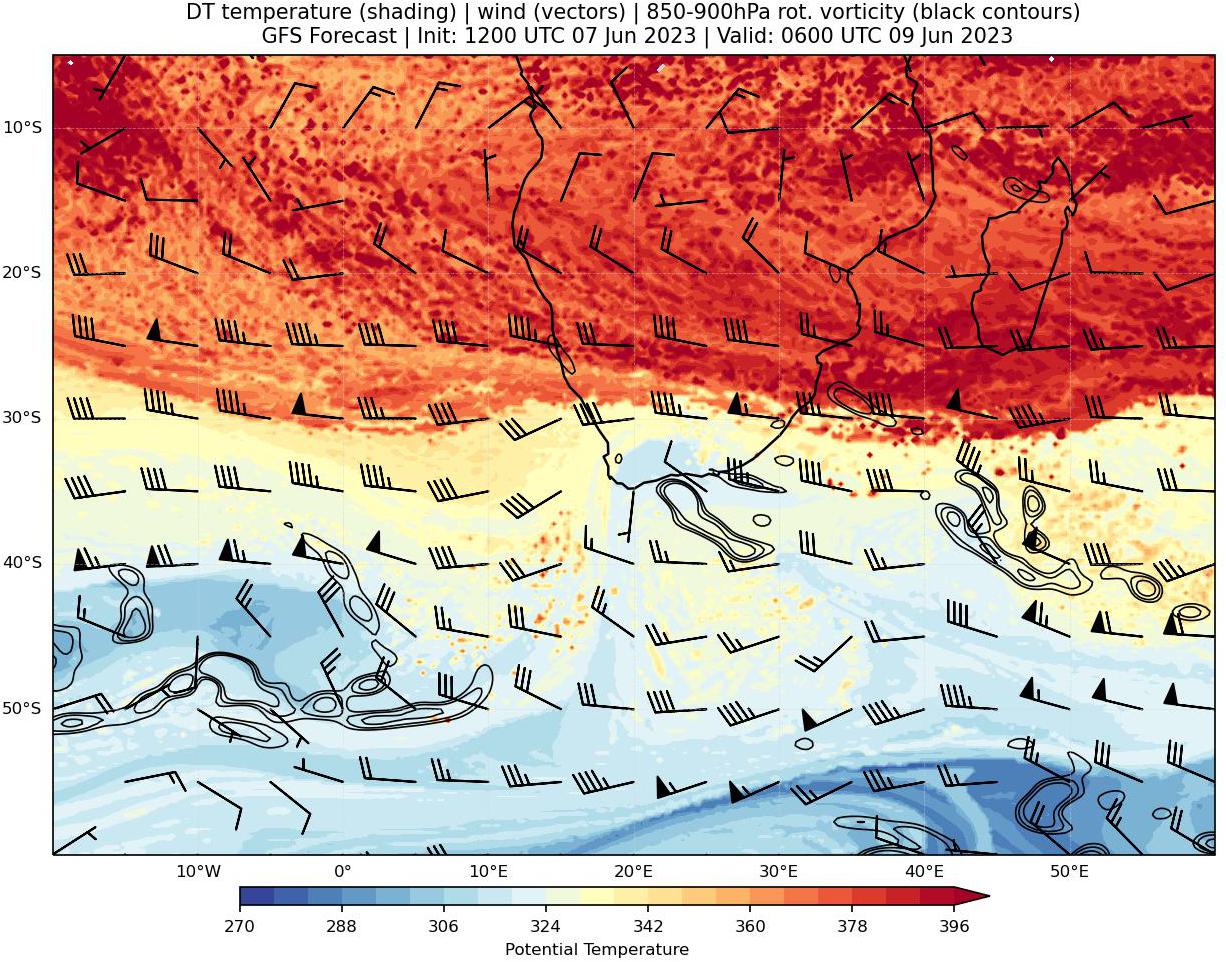 DT temperature (shading) | wind (vectors) | 850-900hPa rot. vorticity (black contours)
GFS Forecast | Init: 1200 UTC 07 Jun 2023 | Valid: 0600 UTC 09 Jun 2023
10°S
20°S
30°S
40°S
50°S
10°W 0° 10°E 20°E 30°E 40°E 50°E
270 288 306 324 342 360 378 396
Potential Temperature